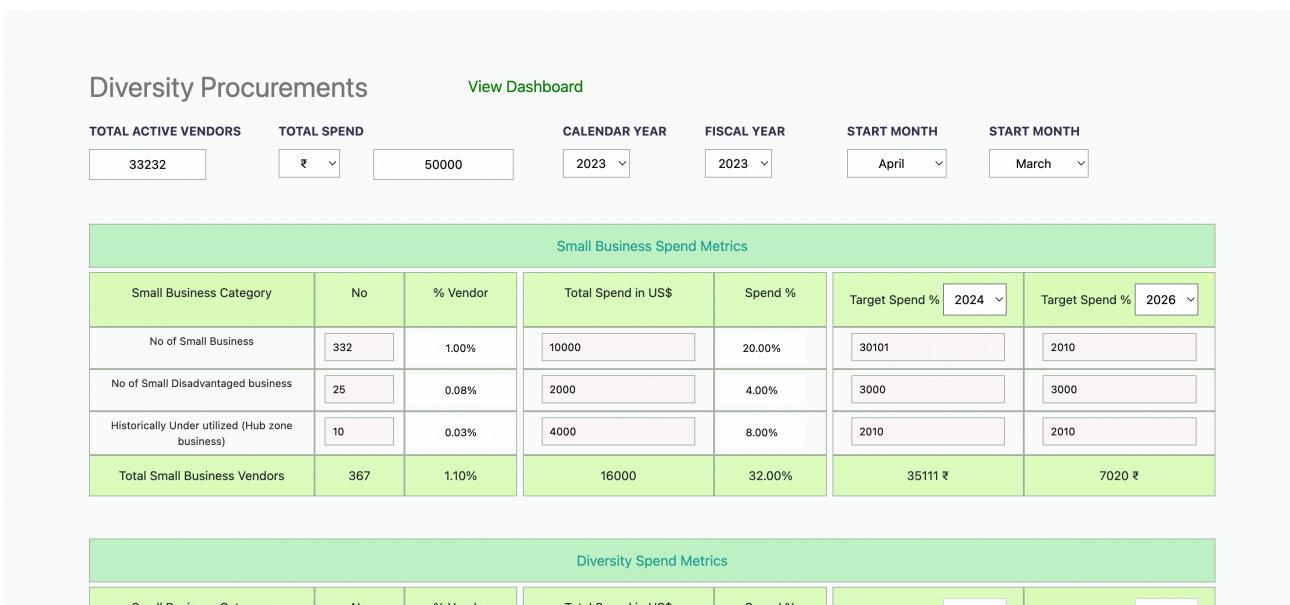 Diversity Procurements View Dashboard
TOTAL ACTIVE VENDORS TOTAL SPEND CALENDAR YEAR FISCAL YEAR START MONTH START MONTH
33232 ₹ 50000 2023 2023 April March
Small Business Spend Metrics
Small Business Category No % Vendor Total Spend in US$ Spend % Target Spend % 2024 Target Spend % 2026
No of Small Business 332 1.00% 10000 20.00% 30101 2010
No of Small Disadvantaged business 25 0.08% 2000 4.00% 3000 3000
Historically Under utilized (Hub zone
business) 10 0.03% 4000 8.00% 2010 2010
Total Small Business Vendors 367 1.10% 16000 32.00% 35111 ₹ 7020 ₹
Diversity Spend Metrics